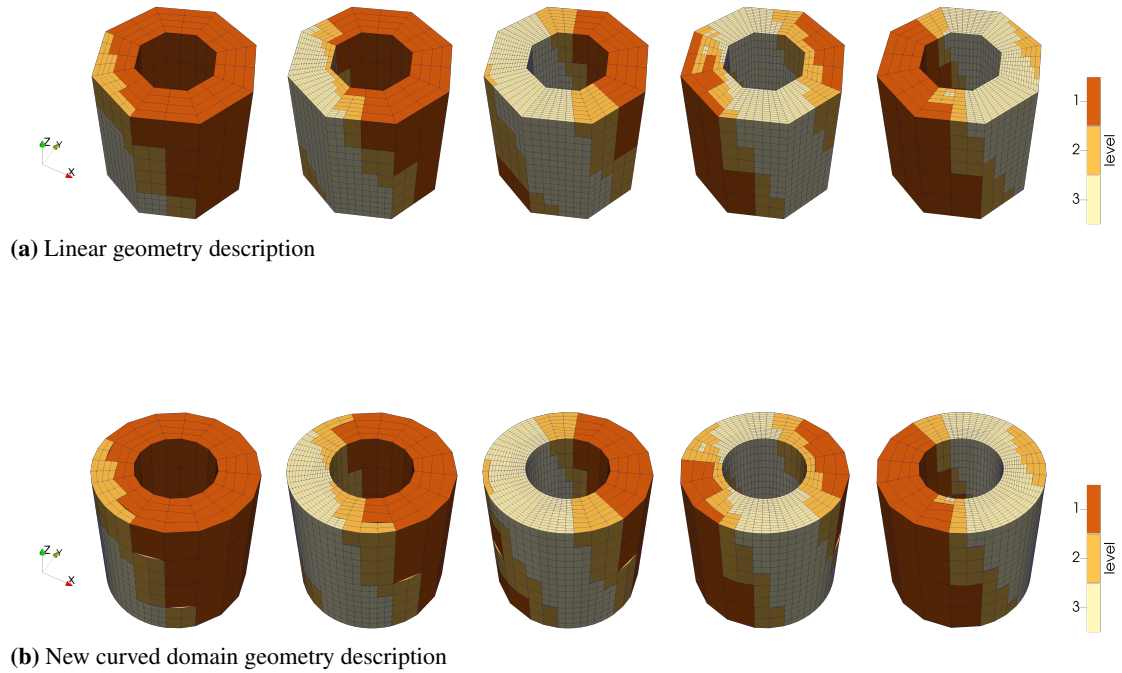 Z
Y
X
1
2
3
level
(a) Linear geometry description
Z
Y
X
1
2
3
level
(b) New curved domain geometry description